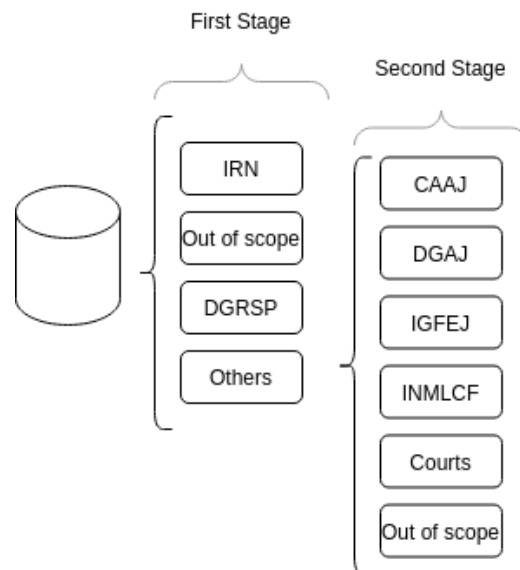 First Stage
Second Stage
IRN
Out of scope
DGRSP
Others
CAAJ
DGAJ
IGFEJ
INMLCF
Courts
Out of scope